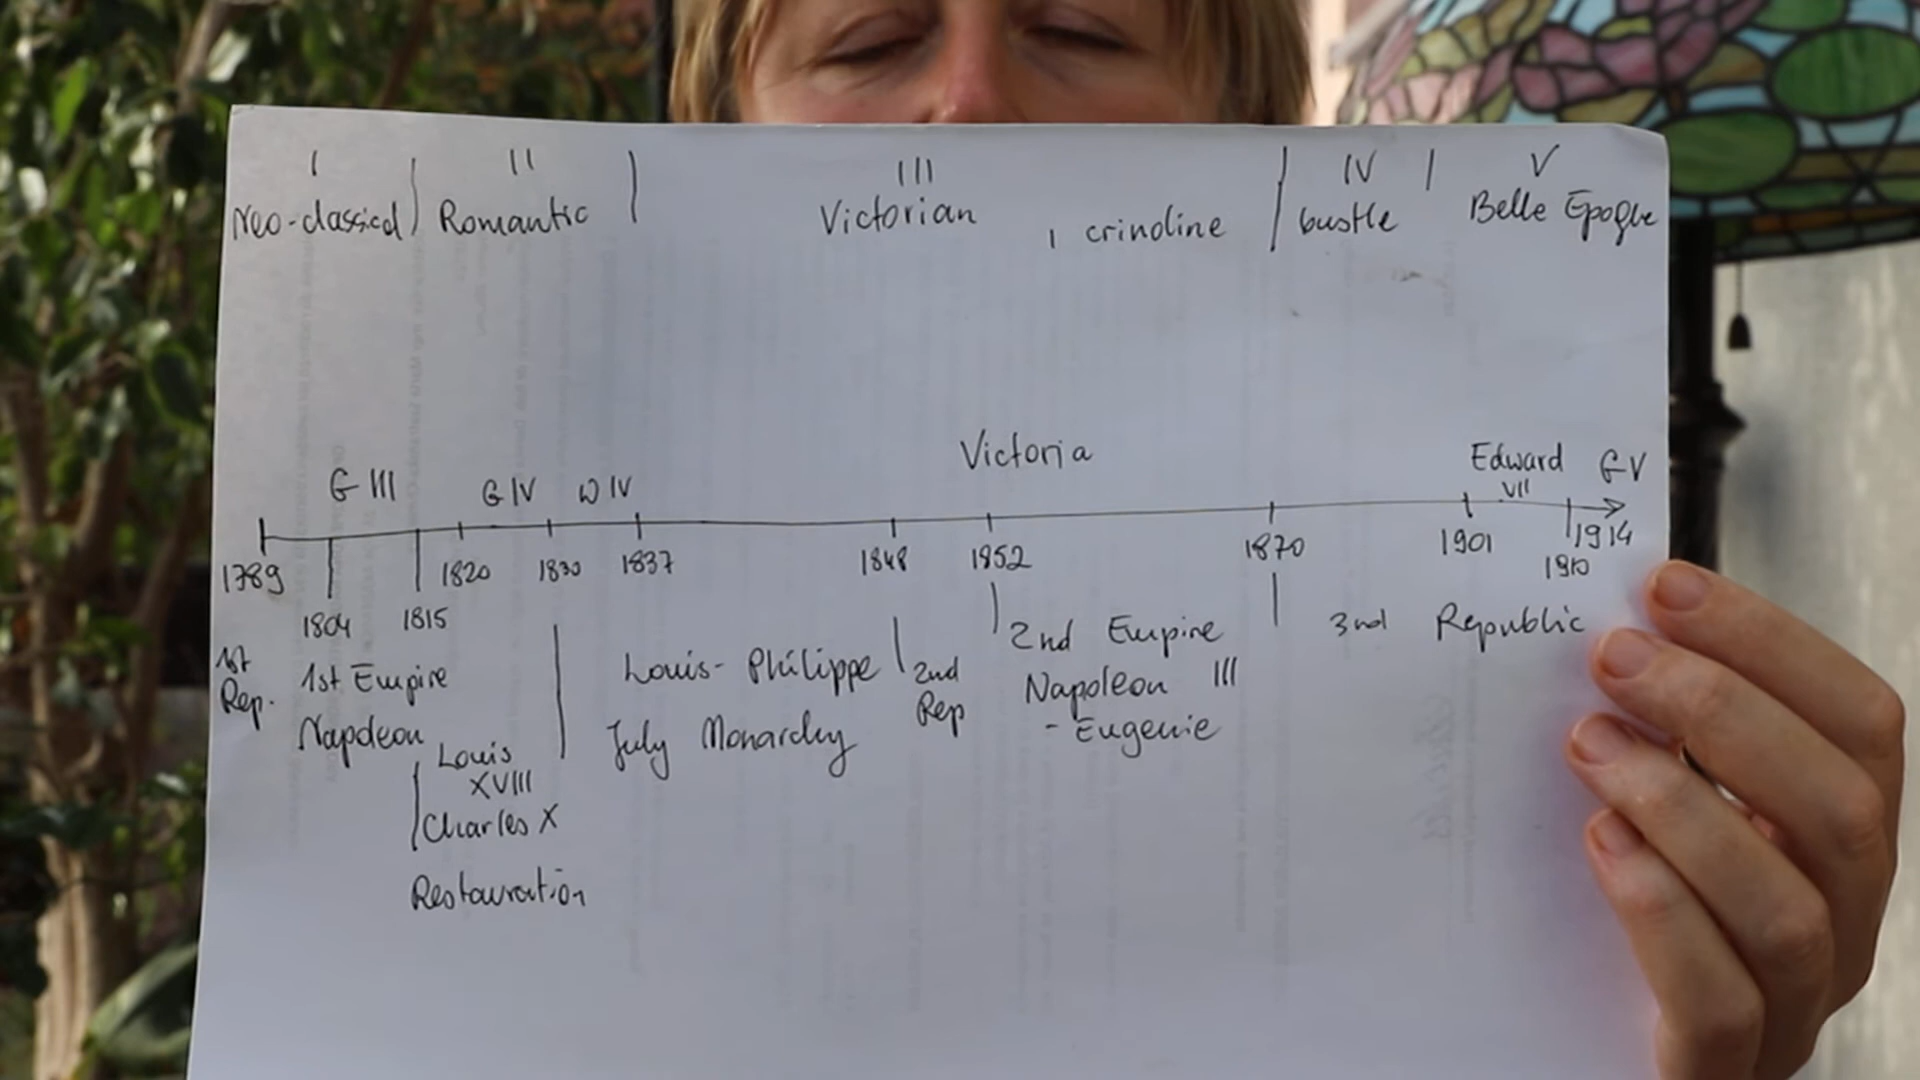 I II III IV V
Neo-classical Romantic Victorian crinoline bustle Belle Epoque
Victoria
G III G IV W IV Edward VII G V
1789 1804 1815 1820 1830 1837 1848 1852 1870 1901 1910 1914
1st Rep.
1st Empire
Napoleon
Louis XVIII
Charles X
Restauration
Louis-Philippe
July Monarchy
2nd Rep
2nd Empire
Napoleon III
- Eugenie
3nd Republic